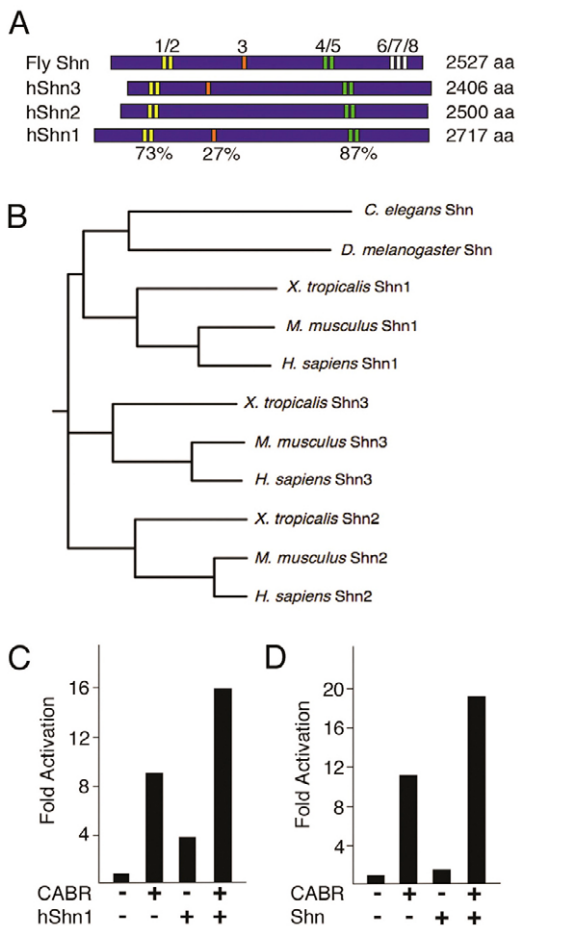 A
1/2 3 4/5 6/7/8
Fly Shn 2527 aa
hShn3 2406 aa
hShn2 2500 aa
hShn1 2717 aa
73% 27% 87%
B
C. elegans Shn
D. melanogaster Shn
X. tropicalis Shn1
M. musculus Shn1
H. sapiens Shn1
X. tropicalis Shn3
M. musculus Shn3
H. sapiens Shn3
X. tropicalis Shn2
M. musculus Shn2
H. sapiens Shn2
C
Fold Activation
16
12
8
4
CABR - + - +
hShn1 - - + +
D
Fold Activation
20
16
12
8
4
CABR - + - +
Shn - - + +